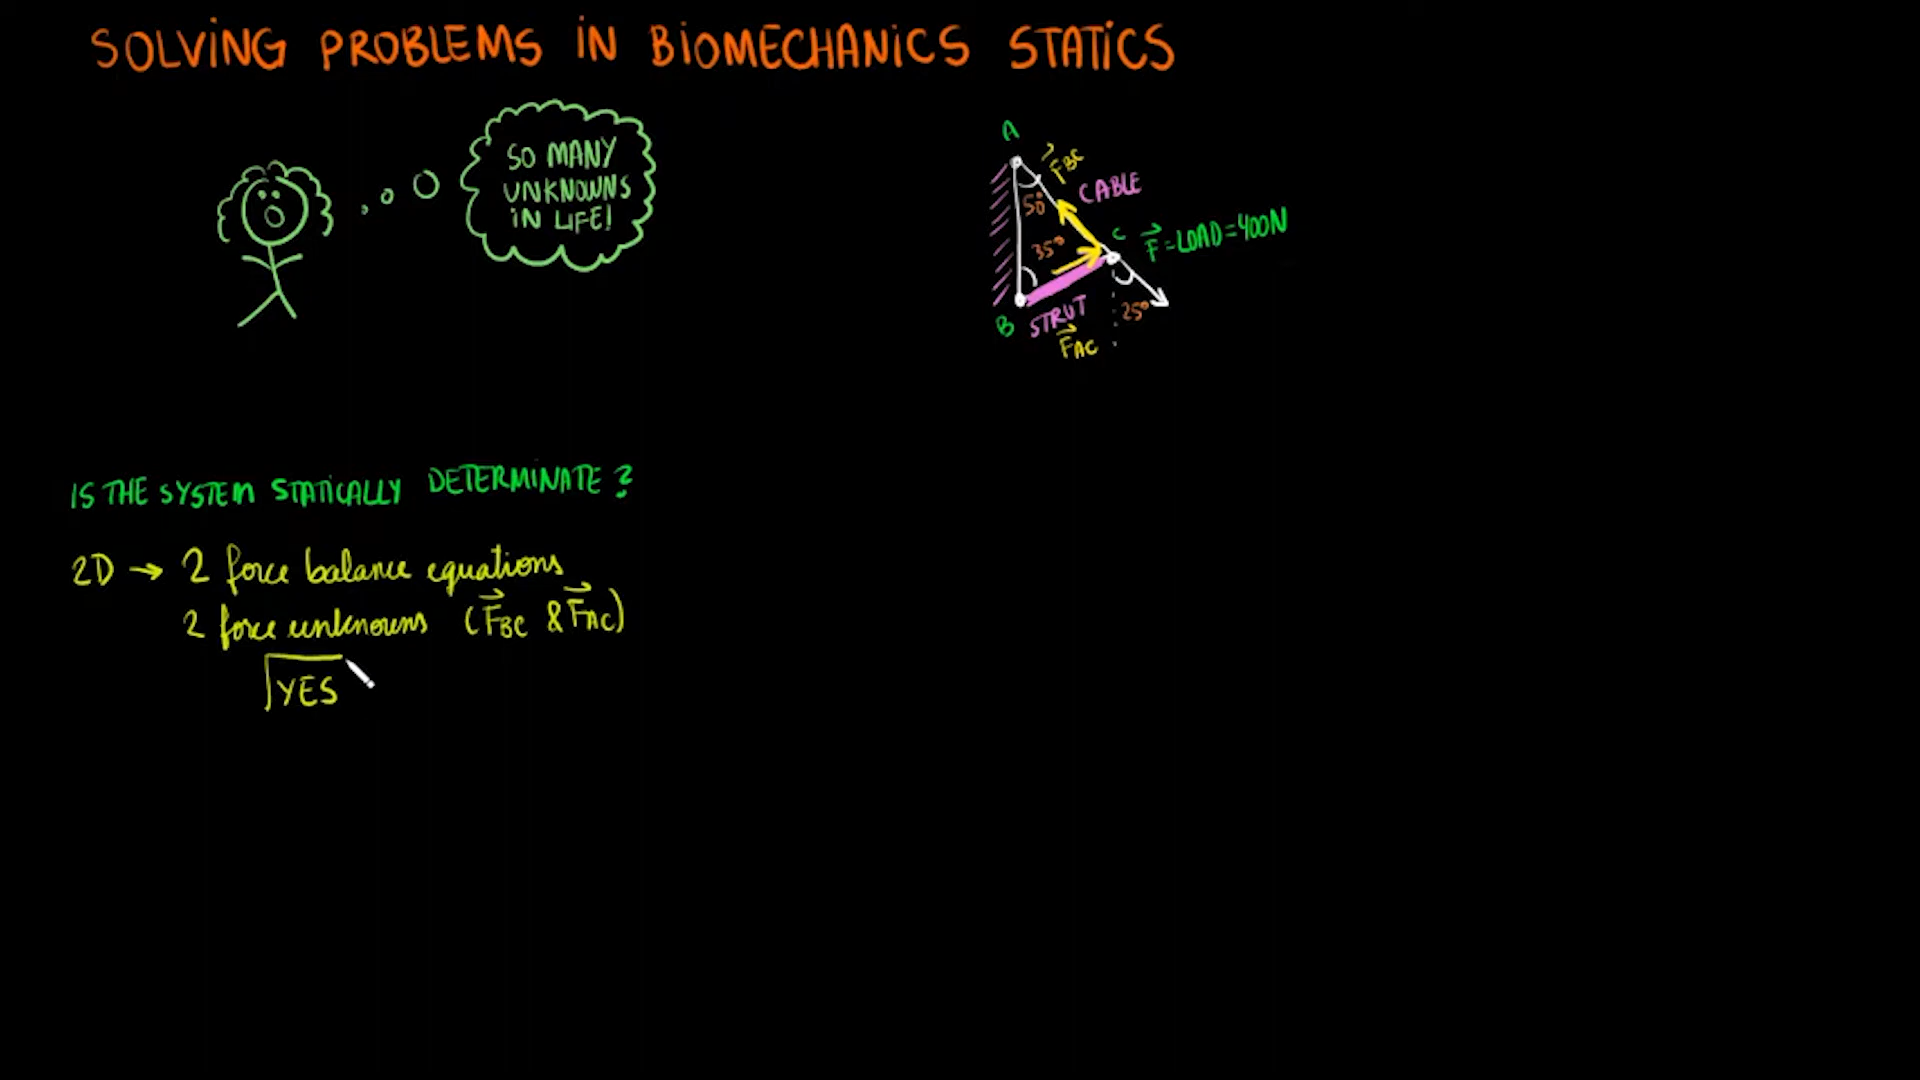 SOLVING PROBLEMS IN BIOMECHANICS STATICS
SO MANY
UNKNOWNS
IN LIFE!
A
F BC
CABLE
50°
C
F = LOAD = 400N
35°
25°
B
STRUT
F AC
IS THE SYSTEM STATICALLY DETERMINATE?
2D → 2 force balance equations
2 force unknowns (F BC & F AC)
YES